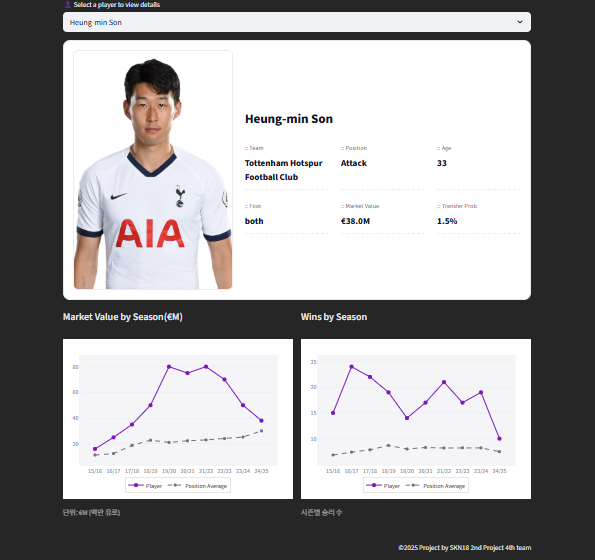 Select a player to view details
Heung-min Son
AIA
Heung-min Son
:: Team
:: Position
:: Age
Tottenham Hotspur
Football Club
Attack
33
:: Foot
:: Market Value
:: Transfer Prob
both
€38.0M
1.5%
Market Value by Season(€M)
Wins by Season
80
60
40
20
15/16 16/17 17/18 18/19 19/20 20/21 21/22 22/23 23/24 24/25
Player
Position Average
25
20
15
10
15/16 16/17 17/18 18/19 19/20 20/21 21/22 22/23 23/24 24/25
Player
Position Average
단위: €M (백만 유로)
시즌별 승리 수
©2025 Project by SKN18 2nd Project 4th team